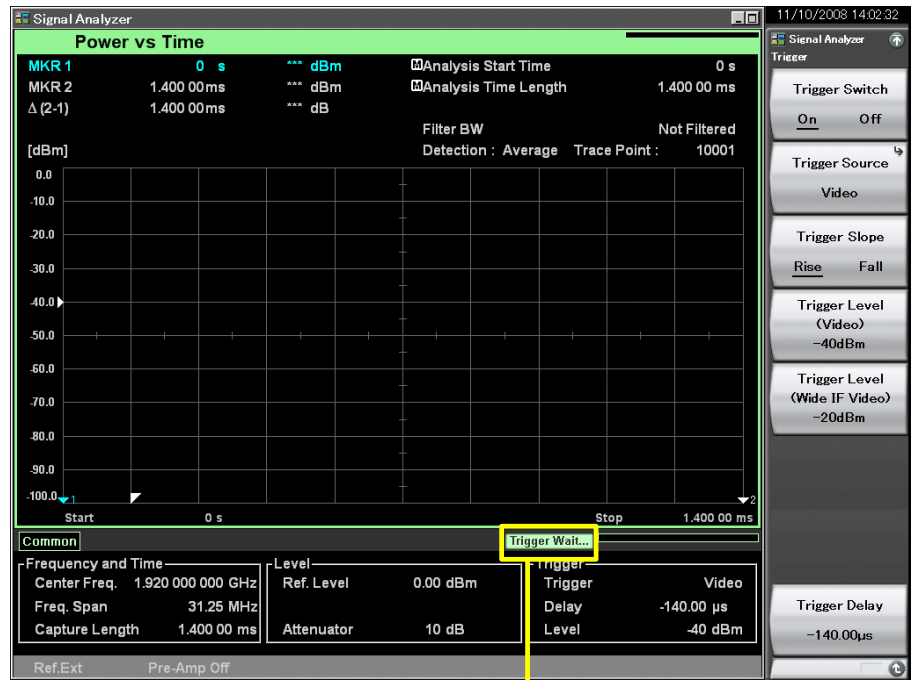 Signal Analyzer
11/10/2008 14:02:32
Power vs Time
MKR 1 0 s *** dBm Analysis Start Time 0 s
MKR 2 1.400 00 ms *** dBm Analysis Time Length 1.400 00 ms
Δ (2-1) 1.400 00 ms *** dB
Filter BW Not Filtered
[dBm] Detection : Average Trace Point : 10001
0.0
-10.0
-20.0
-30.0
-40.0
-50.0
-60.0
-70.0
-80.0
-90.0
-100.0
1
2
Start 0 s Stop 1.400 00 ms
Common
Trigger Wait...
Frequency and Time
Center Freq. 1.920 000 000 GHz
Freq. Span 31.25 MHz
Capture Length 1.400 00 ms
Level
Ref. Level 0.00 dBm
Attenuator 10 dB
Trigger
Trigger Video
Delay -140.00 µs
Level -40 dBm
Ref.Ext Pre-Amp Off
Signal Analyzer
Trigger
Trigger Switch
On Off
Trigger Source
Video
Trigger Slope
Rise Fall
Trigger Level
(Video)
-40dBm
Trigger Level
(Wide IF Video)
-20dBm
Trigger Delay
-140.00µs